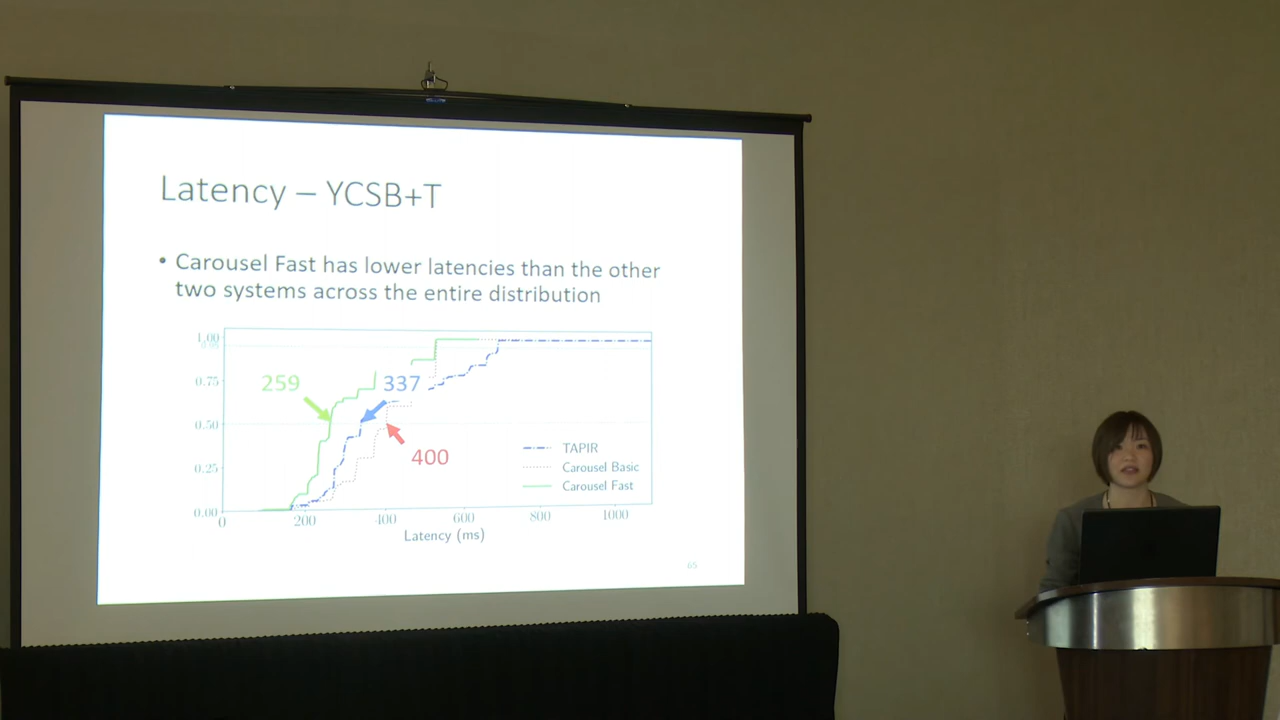 Latency – YCSB+T
• Carousel Fast has lower latencies than the other
two systems across the entire distribution
1.00
0.75
0.50
0.25
0.00
259
337
400
TAPIR
Carousel Basic
Carousel Fast
0 200 400 600 800 1000
Latency (ms)
65